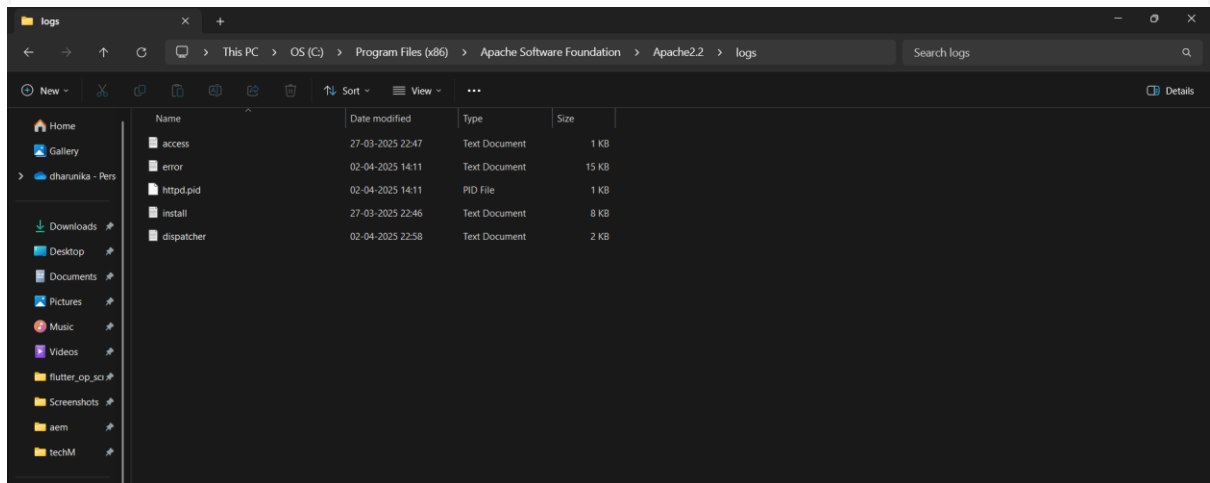 logs
This PC > OS (C:) > Program Files (x86) > Apache Software Foundation > Apache2.2 > logs
Search logs
New
Sort
View
Details
Home
Gallery
dharunika - Pers
Downloads
Desktop
Documents
Pictures
Music
Videos
flutter_op_scr
Screenshots
aem
techM
Name Date modified Type Size
access 27-03-2025 22:47 Text Document 1 KB
error 02-04-2025 14:11 Text Document 15 KB
httpd.pid 02-04-2025 14:11 PID File 1 KB
install 27-03-2025 22:46 Text Document 8 KB
dispatcher 02-04-2025 22:58 Text Document 2 KB